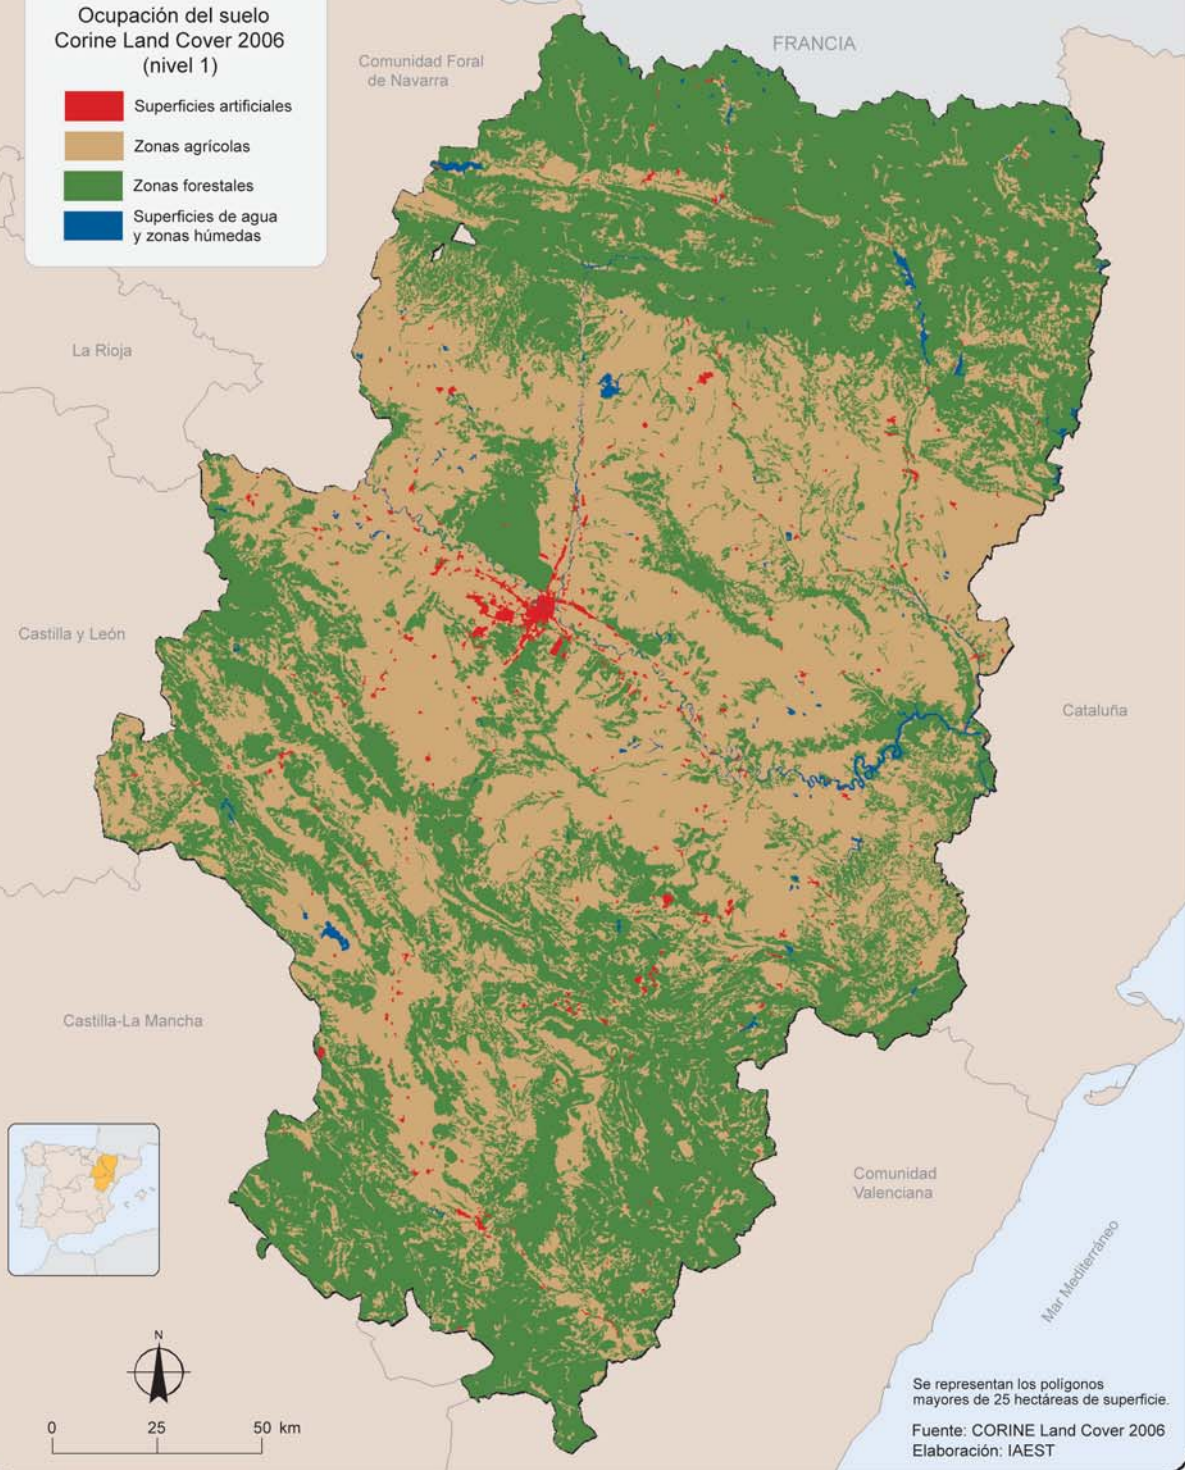 Ocupación del suelo
Corine Land Cover 2006
(nivel 1)
Superficies artificiales
Zonas agrícolas
Zonas forestales
Superficies de agua
y zonas húmedas
Comunidad Foral
de Navarra
FRANCIA
La Rioja
Castilla y León
Cataluña
Castilla-La Mancha
Comunidad
Valenciana
Mar Mediterráneo
N
0 25 50 km
Se representan los polígonos
mayores de 25 hectáreas de superficie.
Fuente: CORINE Land Cover 2006
Elaboración: IAEST